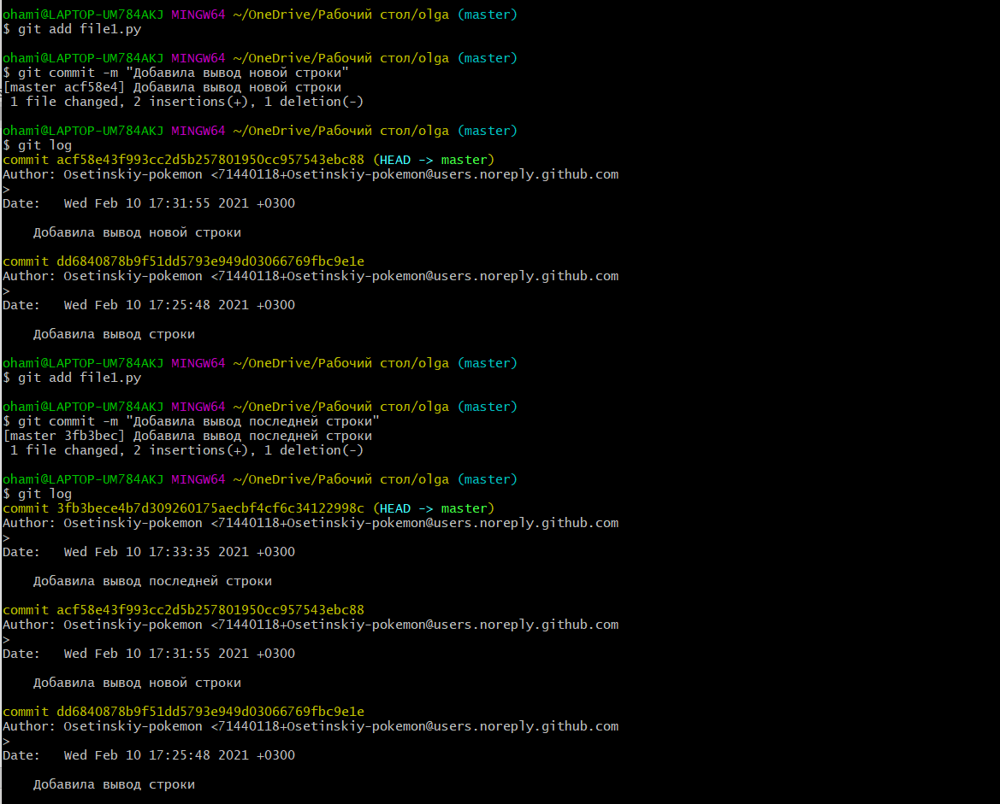 ohami@LAPTOP-UM784AKJ MINGW64 ~/OneDrive/Рабочий стол/olga (master)
$ git add file1.py
ohami@LAPTOP-UM784AKJ MINGW64 ~/OneDrive/Рабочий стол/olga (master)
$ git commit -m "Добавила вывод новой строки"
[master acf58e4] Добавила вывод новой строки
 1 file changed, 2 insertions(+), 1 deletion(-)
ohami@LAPTOP-UM784AKJ MINGW64 ~/OneDrive/Рабочий стол/olga (master)
$ git log
commit acf58e43f993cc2d5b257801950cc957543ebc88 (HEAD -> master)
Author: Osetinskiy-pokemon <71440118+Osetinskiy-pokemon@users.noreply.github.com
>
Date:   Wed Feb 10 17:31:55 2021 +0300
    Добавила вывод новой строки
commit dd6840878b9f51dd5793e949d03066769fbc9e1e
Author: Osetinskiy-pokemon <71440118+Osetinskiy-pokemon@users.noreply.github.com
>
Date:   Wed Feb 10 17:25:48 2021 +0300
    Добавила вывод строки
ohami@LAPTOP-UM784AKJ MINGW64 ~/OneDrive/Рабочий стол/olga (master)
$ git add file1.py
ohami@LAPTOP-UM784AKJ MINGW64 ~/OneDrive/Рабочий стол/olga (master)
$ git commit -m "Добавила вывод последней строки"
[master 3fb3bec] Добавила вывод последней строки
 1 file changed, 2 insertions(+), 1 deletion(-)
ohami@LAPTOP-UM784AKJ MINGW64 ~/OneDrive/Рабочий стол/olga (master)
$ git log
commit 3fb3bece4b7d309260175aecbf4cf6c34122998c (HEAD -> master)
Author: Osetinskiy-pokemon <71440118+Osetinskiy-pokemon@users.noreply.github.com
>
Date:   Wed Feb 10 17:33:35 2021 +0300
    Добавила вывод последней строки
commit acf58e43f993cc2d5b257801950cc957543ebc88
Author: Osetinskiy-pokemon <71440118+Osetinskiy-pokemon@users.noreply.github.com
>
Date:   Wed Feb 10 17:31:55 2021 +0300
    Добавила вывод новой строки
commit dd6840878b9f51dd5793e949d03066769fbc9e1e
Author: Osetinskiy-pokemon <71440118+Osetinskiy-pokemon@users.noreply.github.com
>
Date:   Wed Feb 10 17:25:48 2021 +0300
    Добавила вывод строки